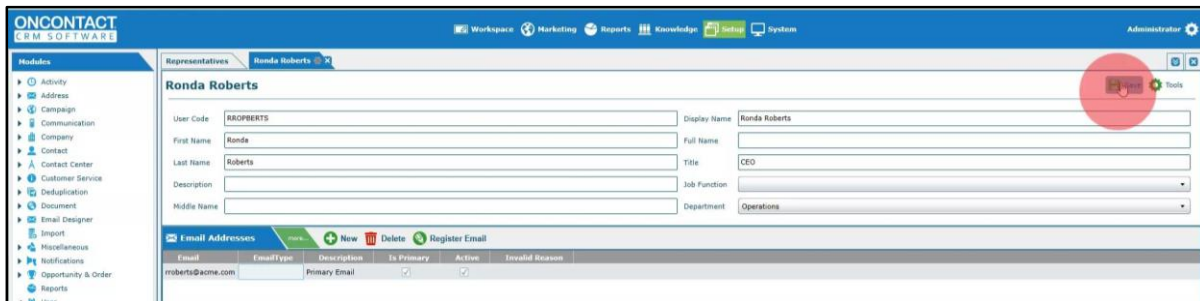 ONCONTACT
CRM SOFTWARE
Workspace Marketing Reports Knowledge Setup System
Administrator
Modules
Activity
Address
Campaign
Communication
Company
Contact
Contact Center
Customer Service
Deduplication
Document
Email Designer
Import
Miscellaneous
Notifications
Opportunity & Order
Reports
Representatives Ronda Roberts
Ronda Roberts
Save Tools
User Code RROPBERTS Display Name Ronda Roberts
First Name Ronda Full Name
Last Name Roberts Title CEO
Description Job Function
Middle Name Department Operations
Email Addresses more... New Delete Register Email
Email EmailType Description Is Primary Active Invalid Reason
rroberts@acme.com Primary Email